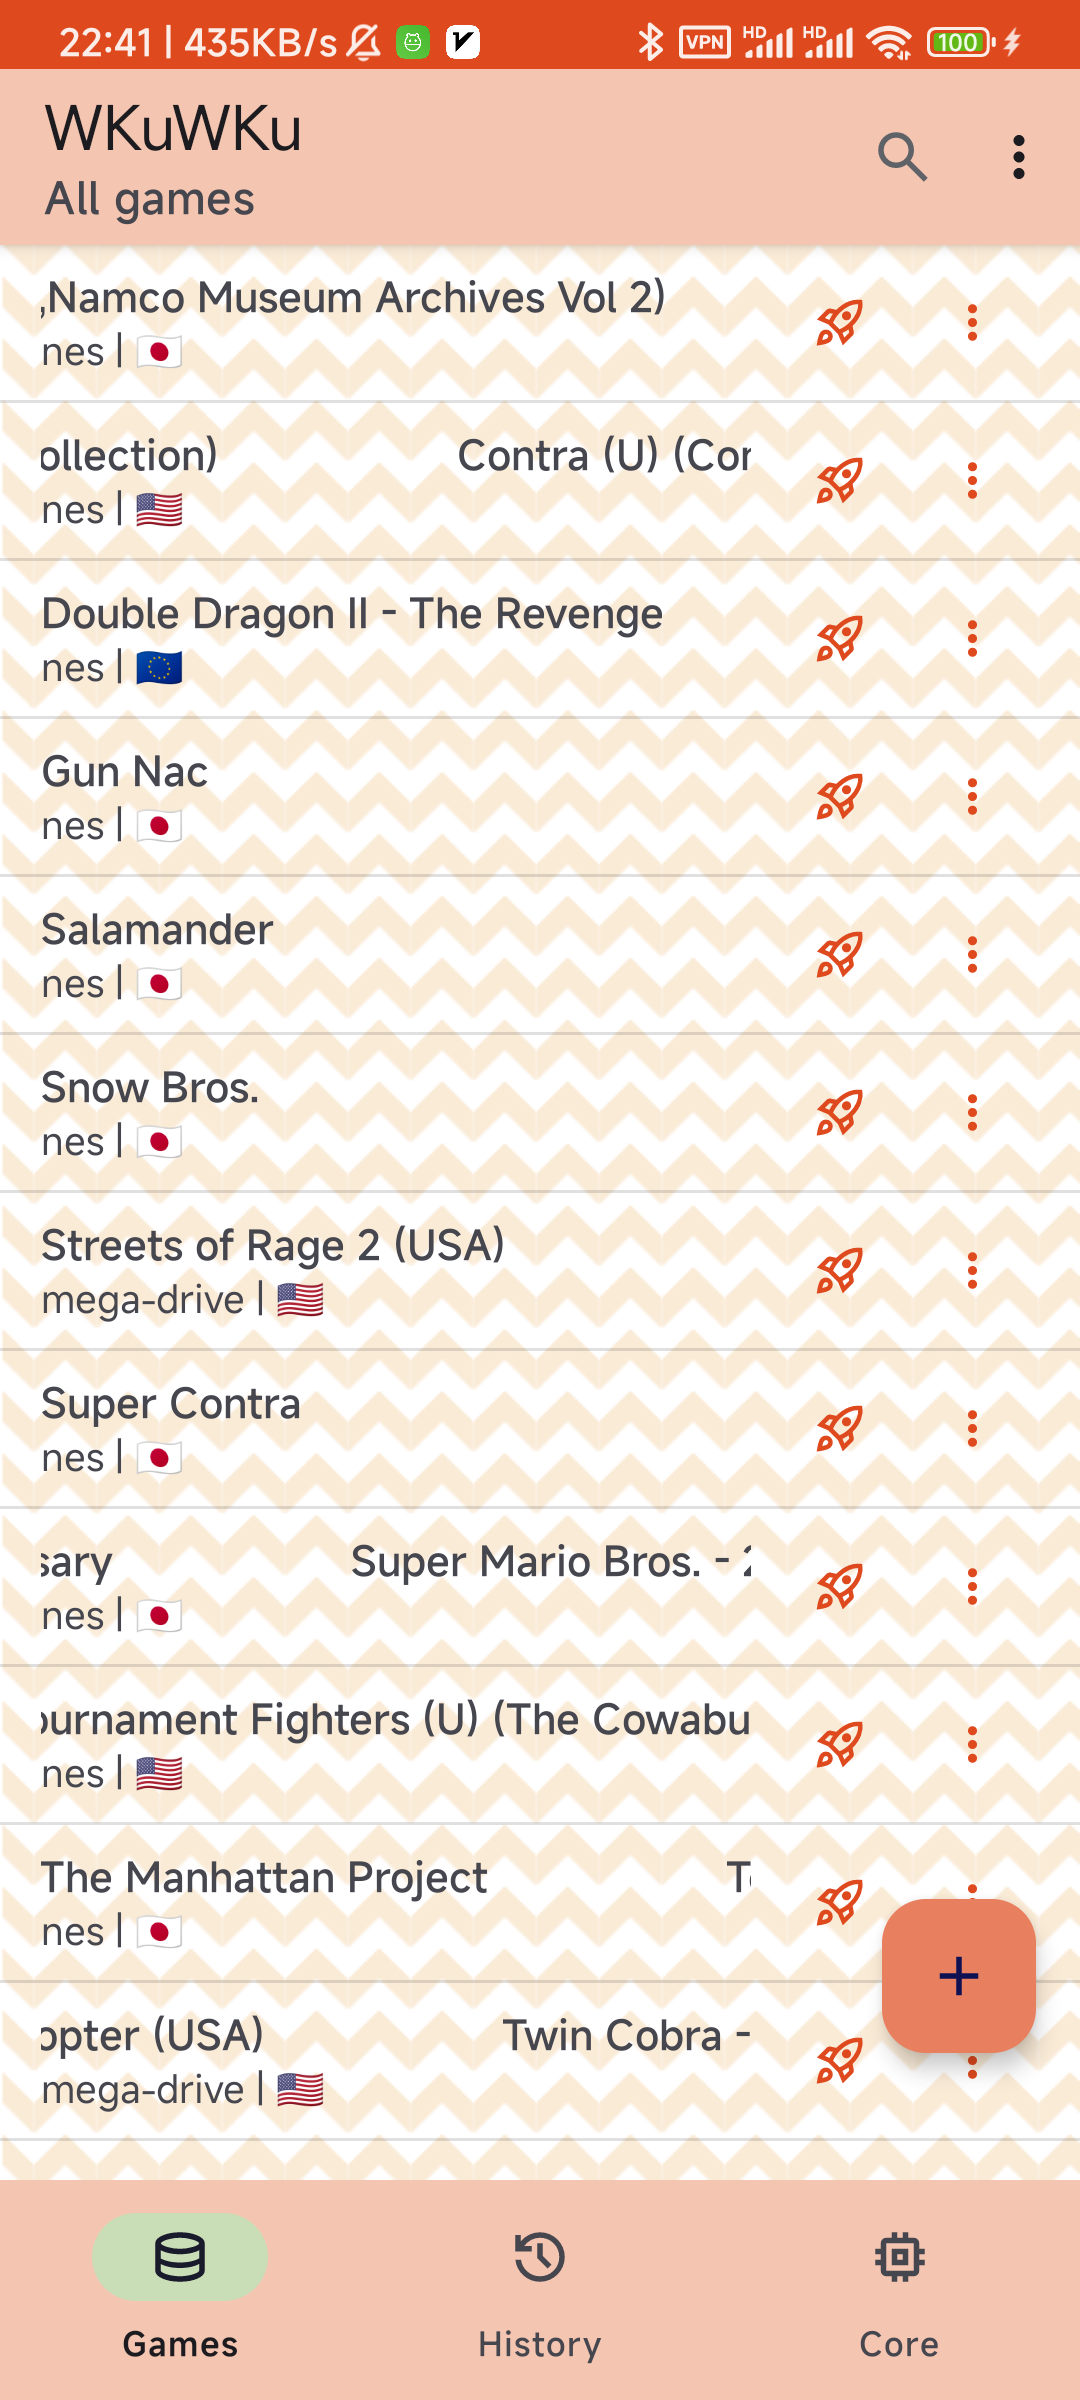 22:41 | 435KB/s
VPN HD HD 100
WKuWKu
All games
,Namco Museum Archives Vol 2)
nes | 🇯🇵
ollection) Contra (U) (Cor
nes | 🇺🇸
Double Dragon II - The Revenge
nes | 🇪🇺
Gun Nac
nes | 🇯🇵
Salamander
nes | 🇯🇵
Snow Bros.
nes | 🇯🇵
Streets of Rage 2 (USA)
mega-drive | 🇺🇸
Super Contra
nes | 🇯🇵
sary Super Mario Bros. - 2
nes | 🇯🇵
ournament Fighters (U) (The Cowabu
nes | 🇺🇸
The Manhattan Project T
nes | 🇯🇵
opter (USA) Twin Cobra -
mega-drive | 🇺🇸
Games
History
Core